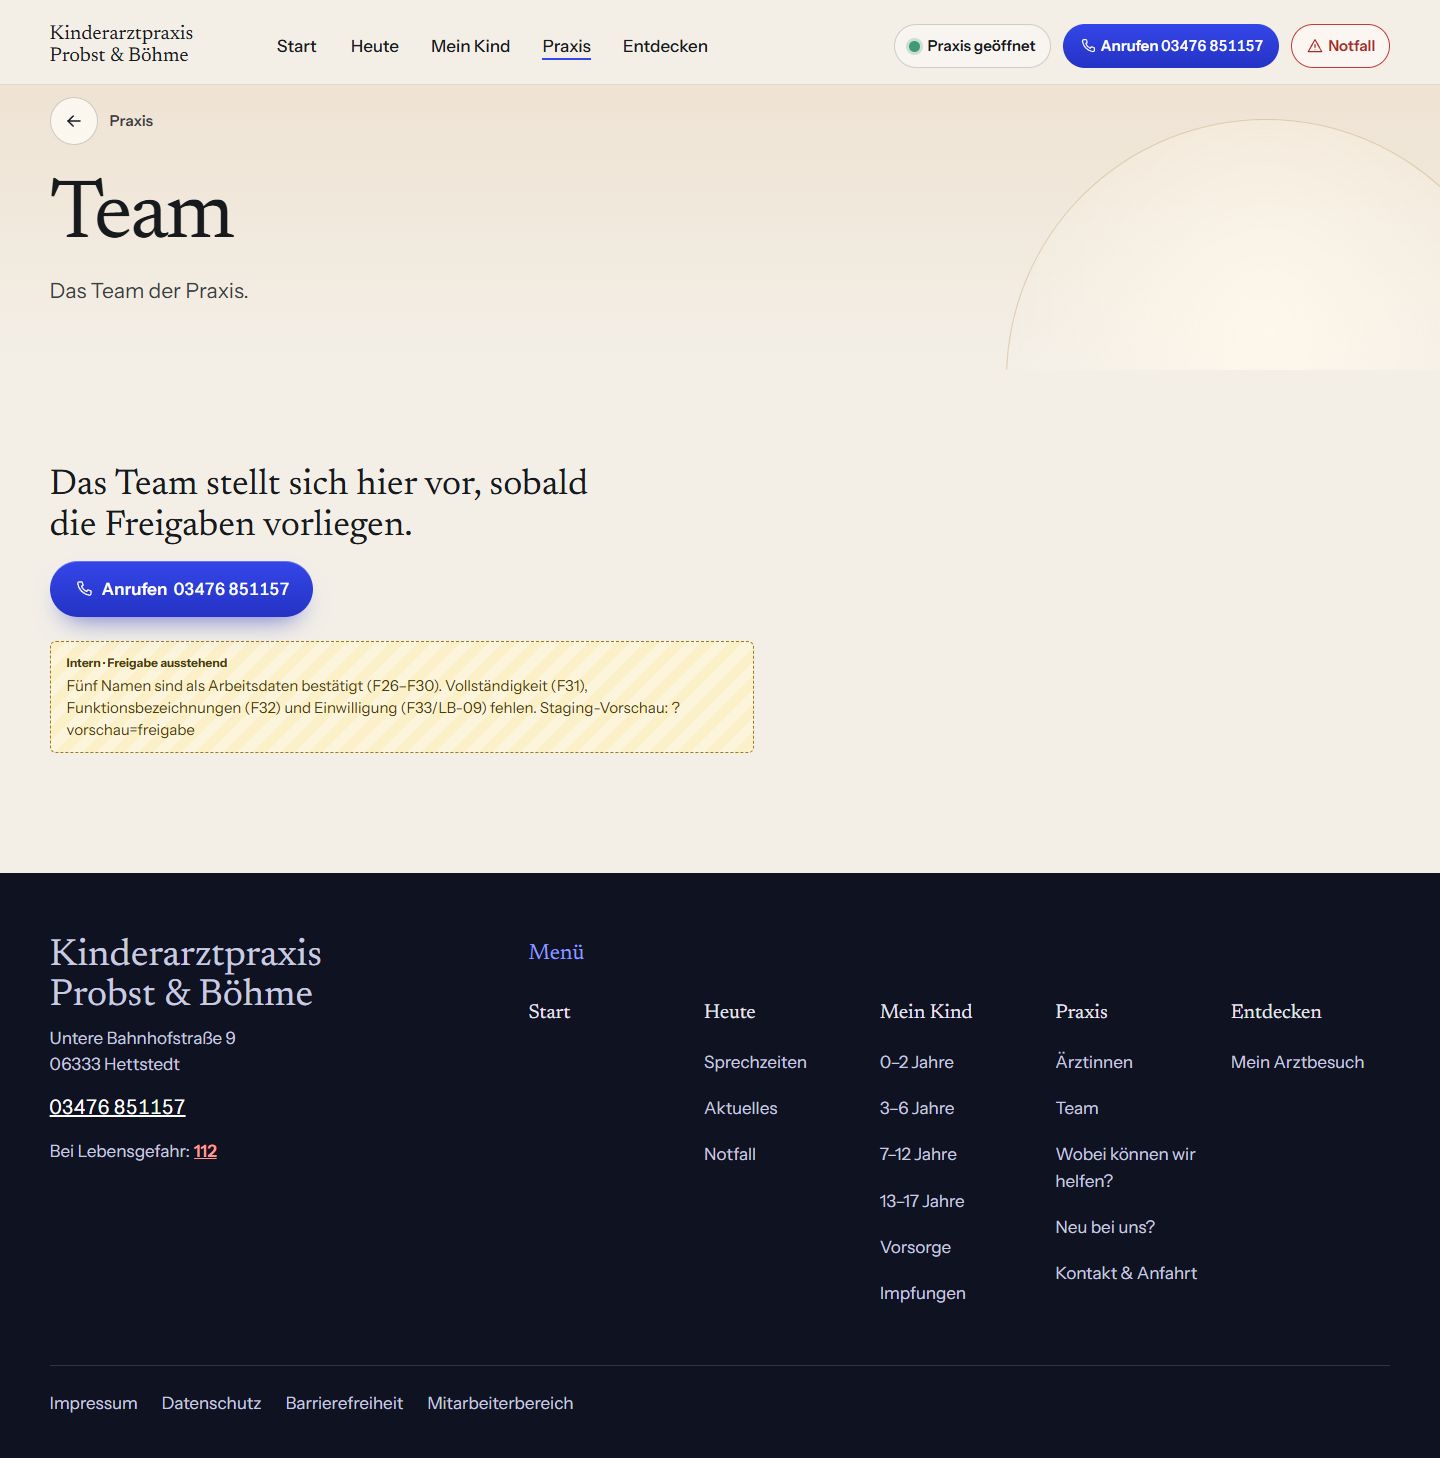 Kinderarztpraxis
Probst & Böhme
Start
Heute
Mein Kind
Praxis
Entdecken
Praxis geöffnet
Anrufen 03476 851157
Notfall
Praxis
Team
Das Team der Praxis.
Das Team stellt sich hier vor, sobald
die Freigaben vorliegen.
Anrufen 03476 851157
Intern · Freigabe ausstehend
Fünf Namen sind als Arbeitsdaten bestätigt (F26–F30). Vollständigkeit (F31),
Funktionsbezeichnungen (F32) und Einwilligung (F33/LB-09) fehlen. Staging-Vorschau: ?
vorschau=freigabe
Kinderarztpraxis
Probst & Böhme
Untere Bahnhofstraße 9
06333 Hettstedt
03476 851157
Bei Lebensgefahr: 112
Menü
Start
Heute
Sprechzeiten
Aktuelles
Notfall
Mein Kind
0–2 Jahre
3–6 Jahre
7–12 Jahre
13–17 Jahre
Vorsorge
Impfungen
Praxis
Ärztinnen
Team
Wobei können wir
helfen?
Neu bei uns?
Kontakt & Anfahrt
Entdecken
Mein Arztbesuch
Impressum
Datenschutz
Barrierefreiheit
Mitarbeiterbereich